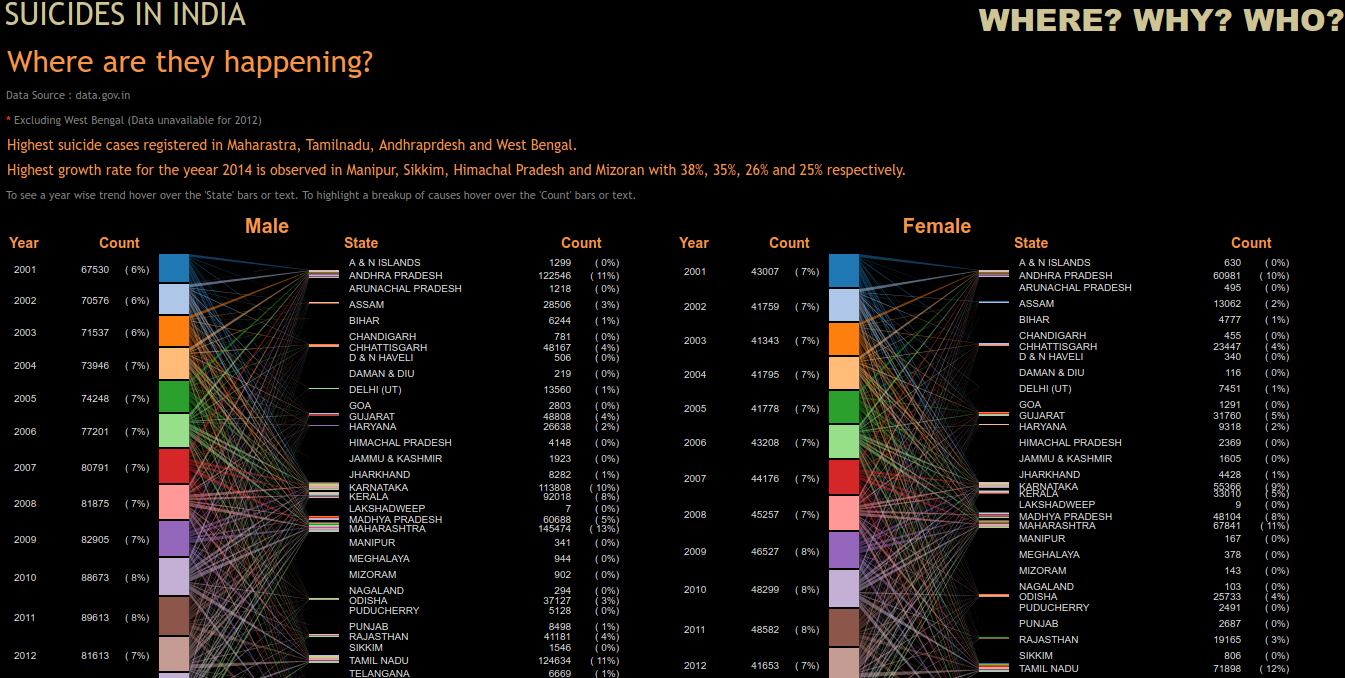 SUICIDES IN INDIA
WHERE? WHY? WHO?
Where are they happening?
Data Source : data.gov.in
* Excluding West Bengal (Data unavailable for 2012)
Highest suicide cases registered in Maharastra, Tamilnadu, Andhraprdesh and West Bengal.
Highest growth rate for the yeear 2014 is observed in Manipur, Sikkim, Himachal Pradesh and Mizoran with 38%, 35%, 26% and 25% respectively.
To see a year wise trend hover over the 'State' bars or text. To highlight a breakup of causes hover over the 'Count' bars or text.
Male
Year Count State Count
2001 67530 ( 6%)
2002 70576 ( 6%)
2003 71537 ( 6%)
2004 73946 ( 7%)
2005 74248 ( 7%)
2006 77201 ( 7%)
2007 80791 ( 7%)
2008 81875 ( 7%)
2009 82905 ( 7%)
2010 88673 ( 8%)
2011 89613 ( 8%)
2012 81613 ( 7%)
A & N ISLANDS 1299 ( 0%)
ANDHRA PRADESH 122546 ( 11%)
ARUNACHAL PRADESH 1218 ( 0%)
ASSAM 28506 ( 3%)
BIHAR 6244 ( 1%)
CHANDIGARH 781 ( 0%)
CHHATTISGARH 48167 ( 4%)
D & N HAVELI 506 ( 0%)
DAMAN & DIU 219 ( 0%)
DELHI (UT) 13560 ( 1%)
GOA 2803 ( 0%)
GUJARAT 48808 ( 4%)
HARYANA 26638 ( 2%)
HIMACHAL PRADESH 4148 ( 0%)
JAMMU & KASHMIR 1923 ( 0%)
JHARKHAND 8282 ( 1%)
KARNATAKA 113808 ( 10%)
KERALA 92018 ( 8%)
LAKSHADWEEP 7 ( 0%)
MADHYA PRADESH 60688 ( 5%)
MAHARASHTRA 145474 ( 13%)
MANIPUR 341 ( 0%)
MEGHALAYA 944 ( 0%)
MIZORAM 902 ( 0%)
NAGALAND 294 ( 0%)
ODISHA 37127 ( 3%)
PUDUCHERRY 5128 ( 0%)
PUNJAB 8498 ( 1%)
RAJASTHAN 41181 ( 4%)
SIKKIM 1546 ( 0%)
TAMIL NADU 124634 ( 11%)
TELANGANA 6669 ( 1%)
Female
Year Count State Count
2001 43007 ( 7%)
2002 41759 ( 7%)
2003 41343 ( 7%)
2004 41795 ( 7%)
2005 41778 ( 7%)
2006 43208 ( 7%)
2007 44176 ( 7%)
2008 45257 ( 7%)
2009 46527 ( 8%)
2010 48299 ( 8%)
2011 48582 ( 8%)
2012 41653 ( 7%)
A & N ISLANDS 630 ( 0%)
ANDHRA PRADESH 60981 ( 10%)
ARUNACHAL PRADESH 495 ( 0%)
ASSAM 13062 ( 2%)
BIHAR 4777 ( 1%)
CHANDIGARH 455 ( 0%)
CHHATTISGARH 23447 ( 4%)
D & N HAVELI 340 ( 0%)
DAMAN & DIU 116 ( 0%)
DELHI (UT) 7451 ( 1%)
GOA 1291 ( 0%)
GUJARAT 31760 ( 5%)
HARYANA 9318 ( 2%)
HIMACHAL PRADESH 2369 ( 0%)
JAMMU & KASHMIR 1605 ( 0%)
JHARKHAND 4428 ( 1%)
KARNATAKA 55366 ( 9%)
KERALA 33010 ( 5%)
LAKSHADWEEP 9 ( 0%)
MADHYA PRADESH 48104 ( 8%)
MAHARASHTRA 67841 ( 11%)
MANIPUR 167 ( 0%)
MEGHALAYA 378 ( 0%)
MIZORAM 143 ( 0%)
NAGALAND 103 ( 0%)
ODISHA 25733 ( 4%)
PUDUCHERRY 2491 ( 0%)
PUNJAB 2687 ( 0%)
RAJASTHAN 19165 ( 3%)
SIKKIM 806 ( 0%)
TAMIL NADU 71898 ( 12%)